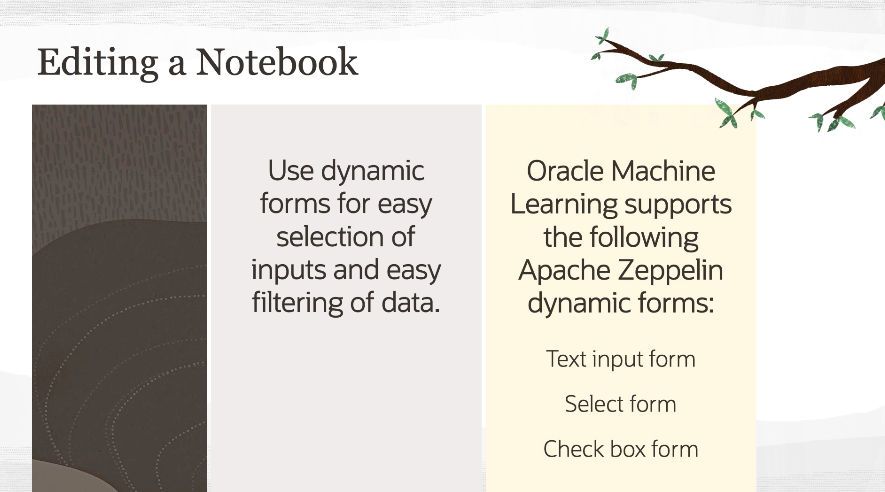 Editing a Notebook
Use dynamic
forms for easy
selection of
inputs and easy
filtering of data.
Oracle Machine
Learning supports
the following
Apache Zeppelin
dynamic forms:
Text input form
Select form
Check box form